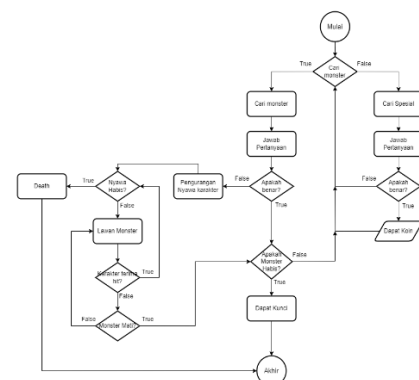 Mulai
True
Cari
monster
False
Cari monster
Cari Spesial
Jawab
Pertanyaan
Jawab
Pertanyaan
Death
True
Nyawa
Habis?
Pengurangan
Nyawa karakter
False
Apakah
benar?
False
Apakah
benar?
False
True
True
Lawan Monster
Dapat Koin
Apakah
Monster
Habis?
False
Karakter terkena
hit?
True
True
False
Dapat Kunci
False
Monster Mati?
True
Akhir